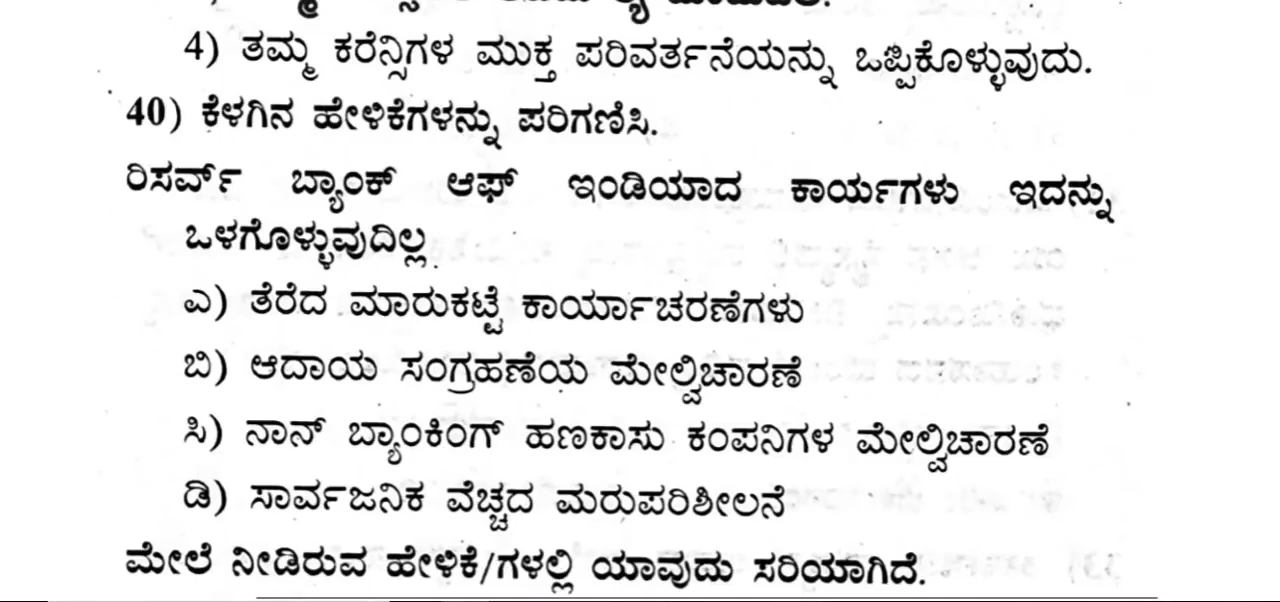 4) ತಮ್ಮ ಕರೆನ್ಸಿಗಳ ಮುಕ್ತ ಪರಿವರ್ತನೆಯನ್ನು ಒಪ್ಪಿಕೊಳ್ಳುವುದು.
40) ಕೆಳಗಿನ ಹೇಳಿಕೆಗಳನ್ನು ಪರಿಗಣಿಸಿ.
ರಿಸರ್ವ್ ಬ್ಯಾಂಕ್ ಆಫ್ ಇಂಡಿಯಾದ ಕಾರ್ಯಗಳು ಇದನ್ನು
ಒಳಗೊಳ್ಳುವುದಿಲ್ಲ
ಎ) ತೆರೆದ ಮಾರುಕಟ್ಟೆ ಕಾರ್ಯಾಚರಣೆಗಳು
ಬಿ) ಆದಾಯ ಸಂಗ್ರಹಣೆಯ ಮೇಲ್ವಿಚಾರಣೆ
ಸಿ) ನಾನ್ ಬ್ಯಾಂಕಿಂಗ್ ಹಣಕಾಸು ಕಂಪನಿಗಳ ಮೇಲ್ವಿಚಾರಣೆ
ಡಿ) ಸಾರ್ವಜನಿಕ ವೆಚ್ಚದ ಮರುಪರಿಶೀಲನೆ
ಮೇಲೆ ನೀಡಿರುವ ಹೇಳಿಕೆ/ಗಳಲ್ಲಿ ಯಾವುದು ಸರಿಯಾಗಿದೆ.